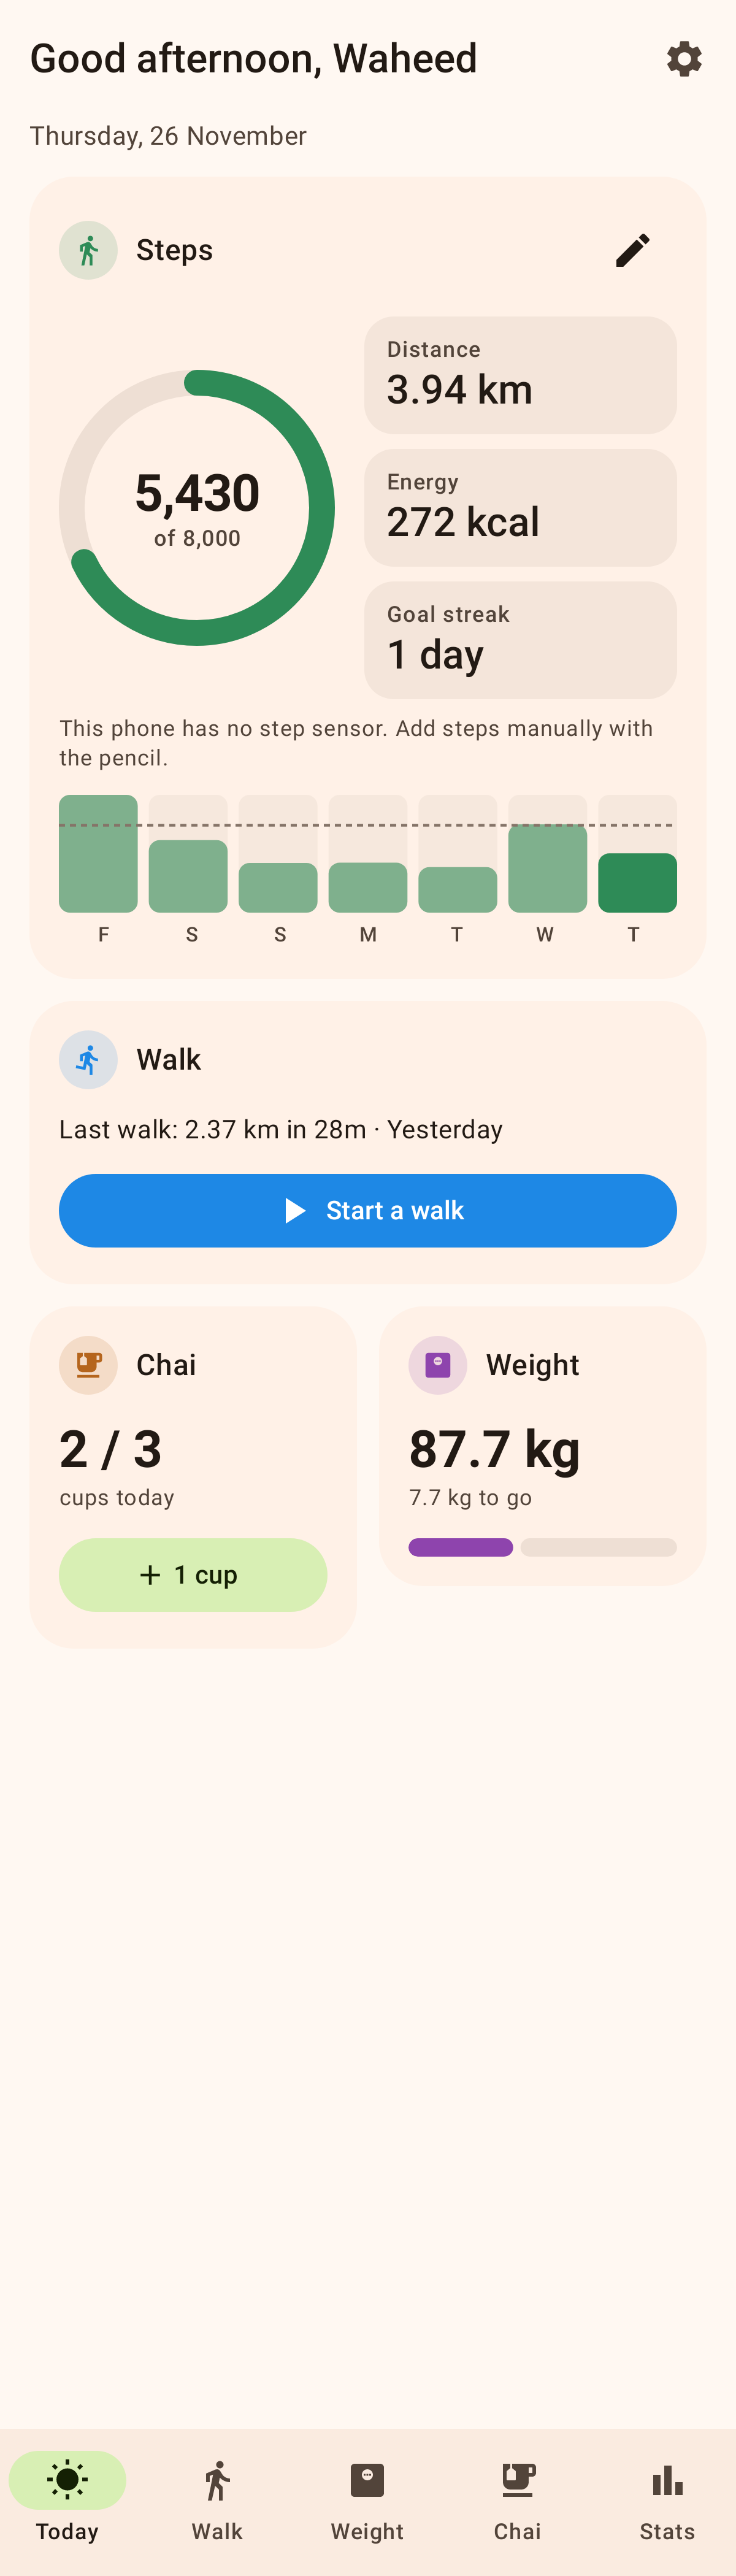 Good afternoon, Waheed
Thursday, 26 November
Steps
5,430
of 8,000
Distance
3.94 km
Energy
272 kcal
Goal streak
1 day
This phone has no step sensor. Add steps manually with
the pencil.
F S S M T W T
Walk
Last walk: 2.37 km in 28m · Yesterday
Start a walk
Chai
2 / 3
cups today
+ 1 cup
Weight
87.7 kg
7.7 kg to go
Today Walk Weight Chai Stats